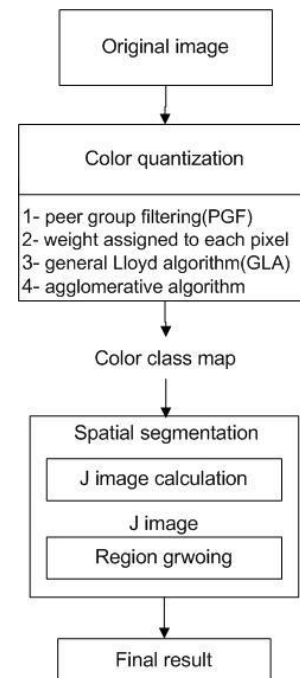 Original image
Color quantization
1- peer group filtering(PGF)
2- weight assigned to each pixel
3- general Lloyd algorithm(GLA)
4- agglomerative algorithm
Color class map
Spatial segmentation
J image calculation
J image
Region grwoing
Final result